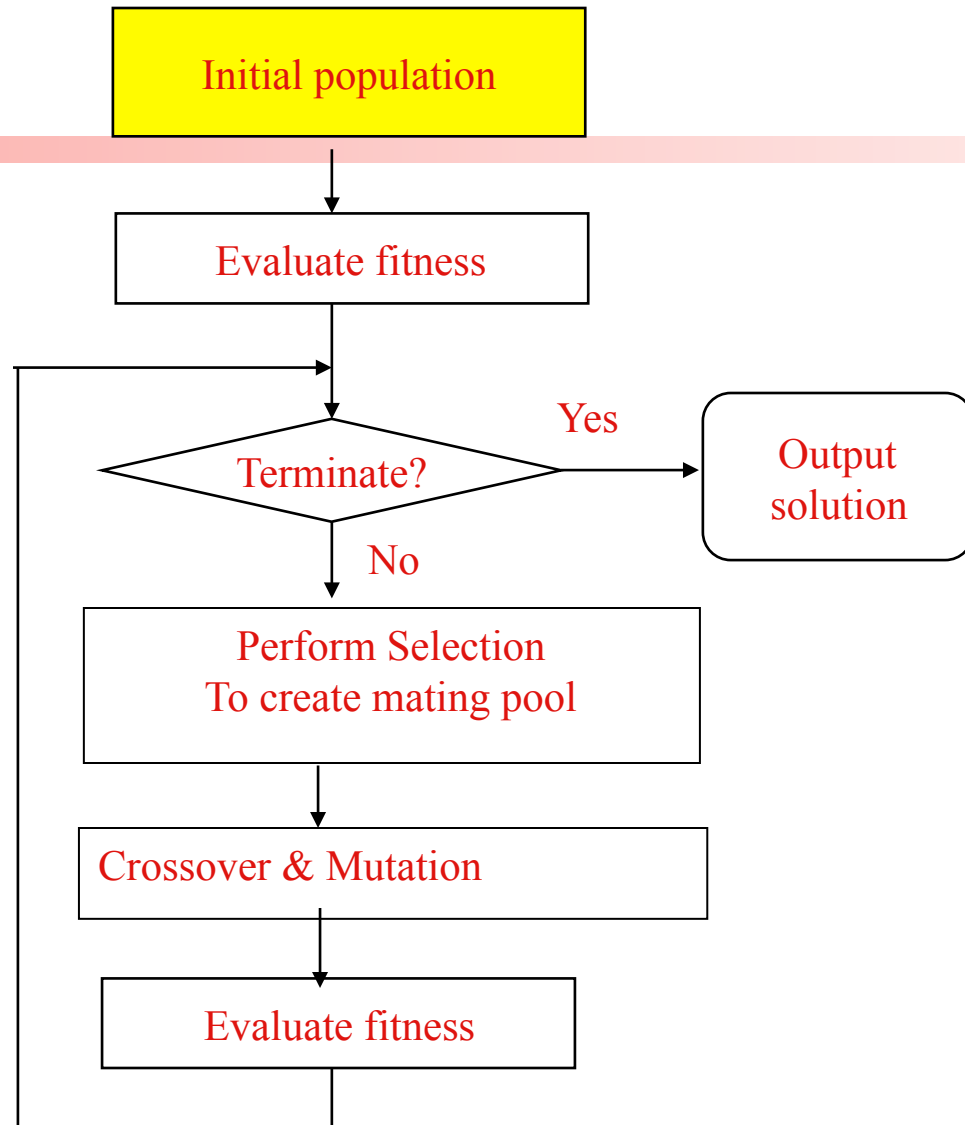 Initial population
Evaluate fitness
Yes
Terminate?
Output
solution
No
Perform Selection
To create mating pool
Crossover & Mutation
Evaluate fitness